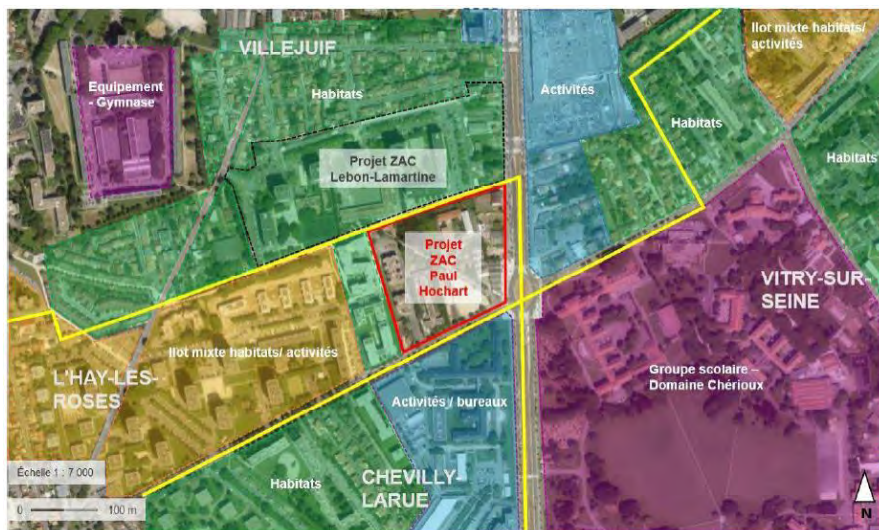 VILLEJUIF
Ilot mixte habitats/
activités
Equipement
- Gymnase
Habitats
Activités
Habitats
Habitats
Projet ZAC
Lebon-Lamartine
Projet
ZAC
Paul
Hochart
VITRY-SUR-
SEINE
Ilot mixte habitats/ activités
L'HAY-LES-
ROSES
Groupe scolaire –
Domaine Chérioux
Activités / bureaux
Échelle 1 : 7 000
Habitats
CHEVILLY-
LARUE
0
100 m
N